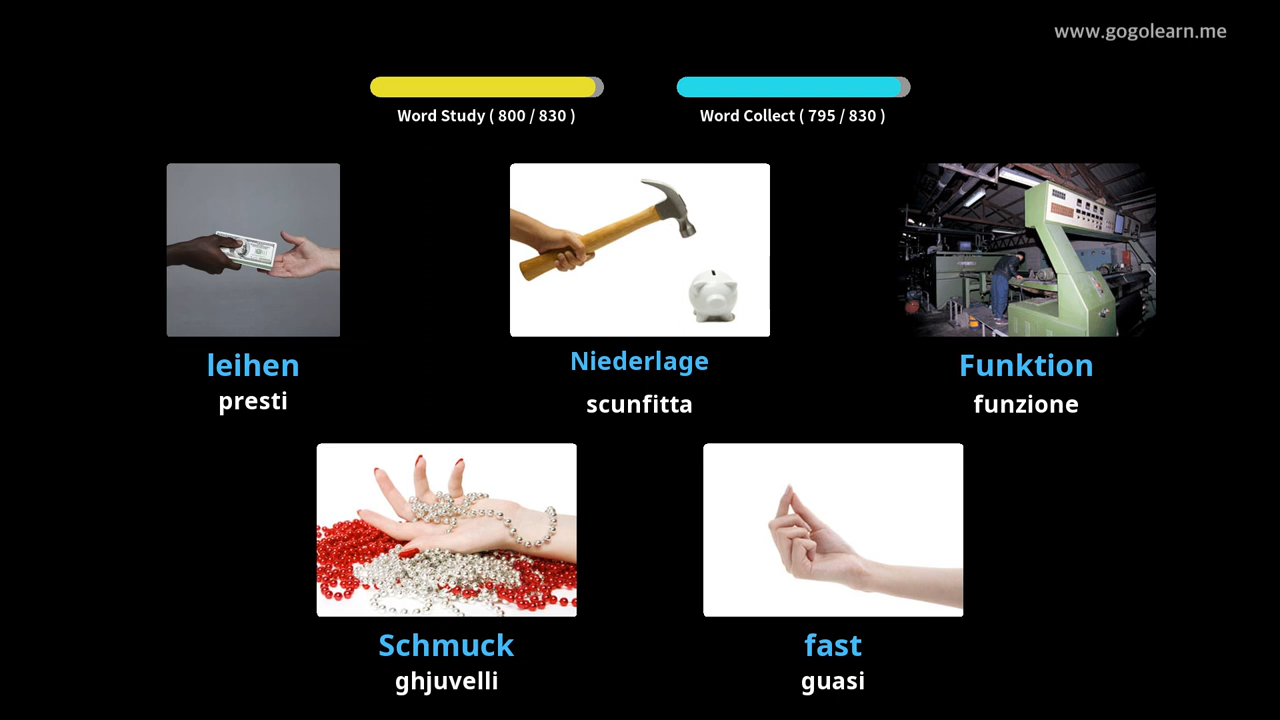 www.gogolearn.me
Word Study ( 800 / 830 )
Word Collect ( 795 / 830 )
leihen
presti
Niederlage
scunfitta
Funktion
funzione
Schmuck
ghjuvelli
fast
guasi